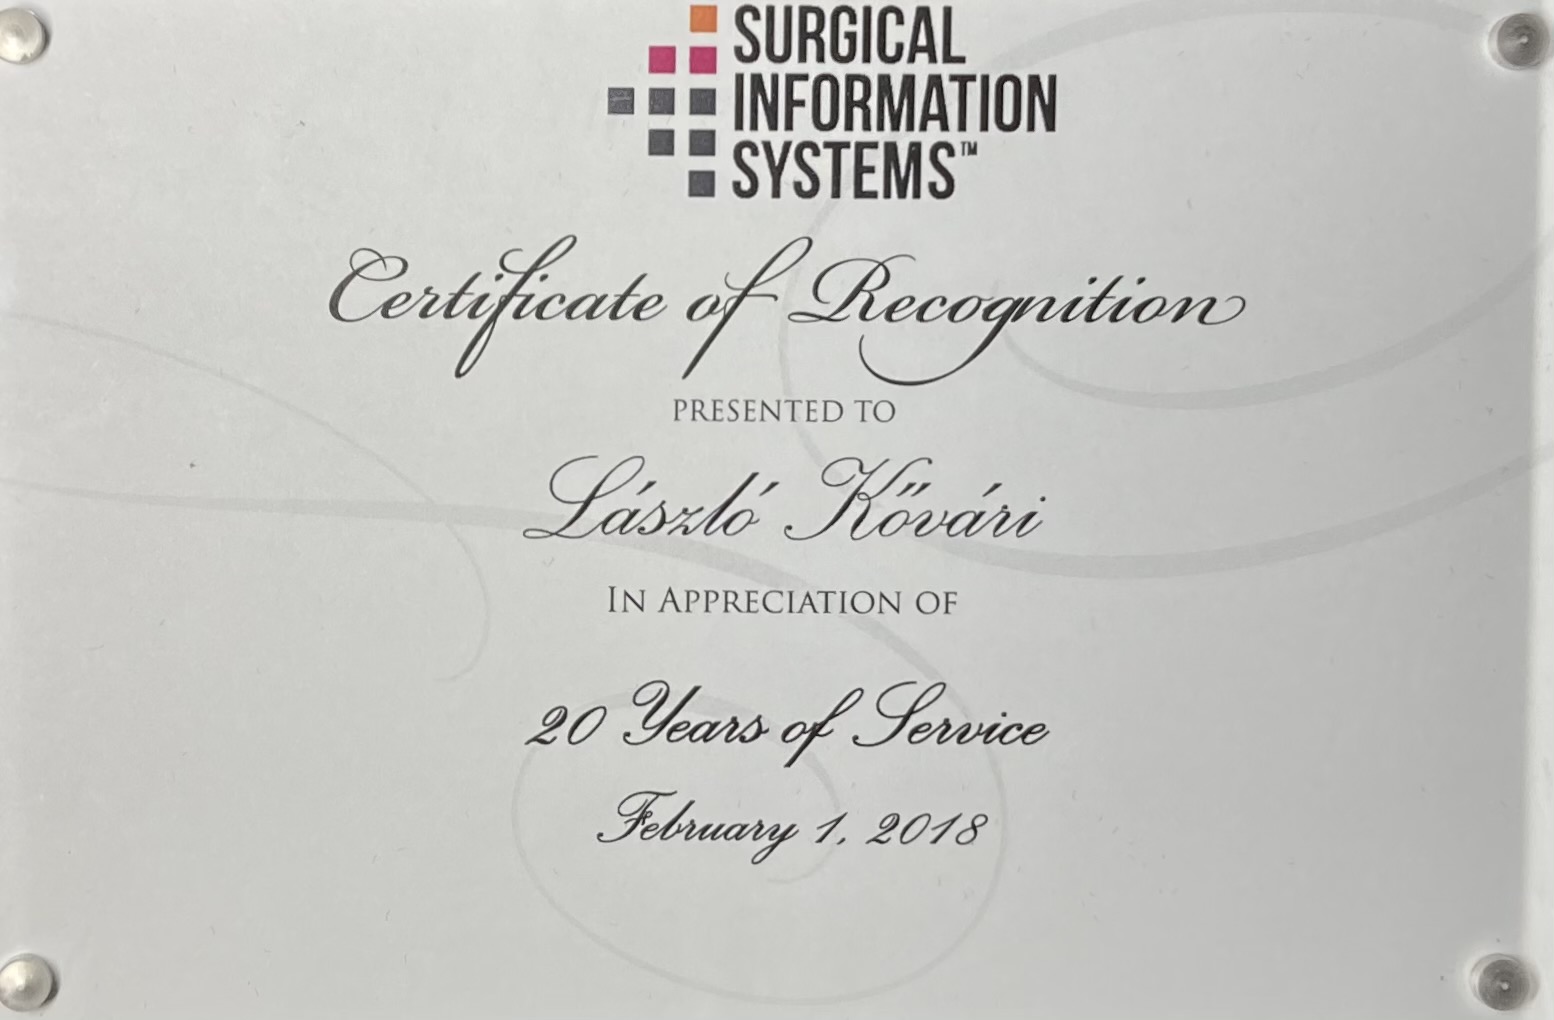 SURGICAL
INFORMATION
SYSTEMS™
Certificate of Recognition
PRESENTED TO
László Kővári
IN APPRECIATION OF
20 Years of Service
February 1, 2018